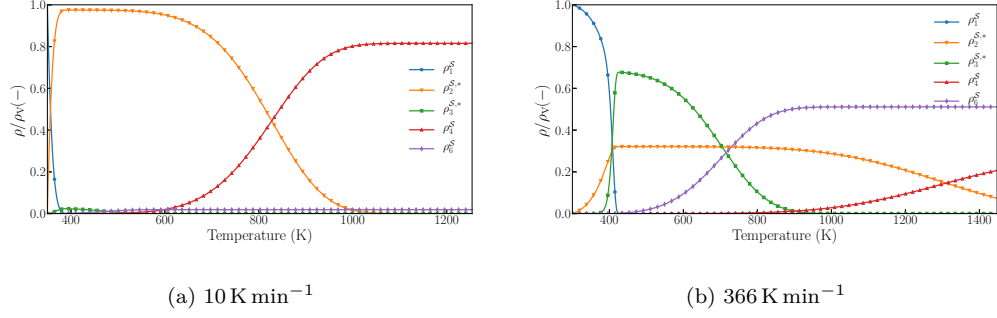 1.0
0.8
0.6
0.4
0.2
0.0
ρ/ρv(−)
400 600 800 1000 1200
Temperature (K)
ρ₁ˢ
ρ₂ˢ,*
ρ₃ˢ,*
ρ₄ˢ
ρ₆ˢ
(a) 10 K min⁻¹
1.0
0.8
0.6
0.4
0.2
0.0
ρ/ρv(−)
400 600 800 1000 1200 1400
Temperature (K)
ρ₁ˢ
ρ₂ˢ,*
ρ₃ˢ,*
ρ₄ˢ
ρ₆ˢ
(b) 366 K min⁻¹